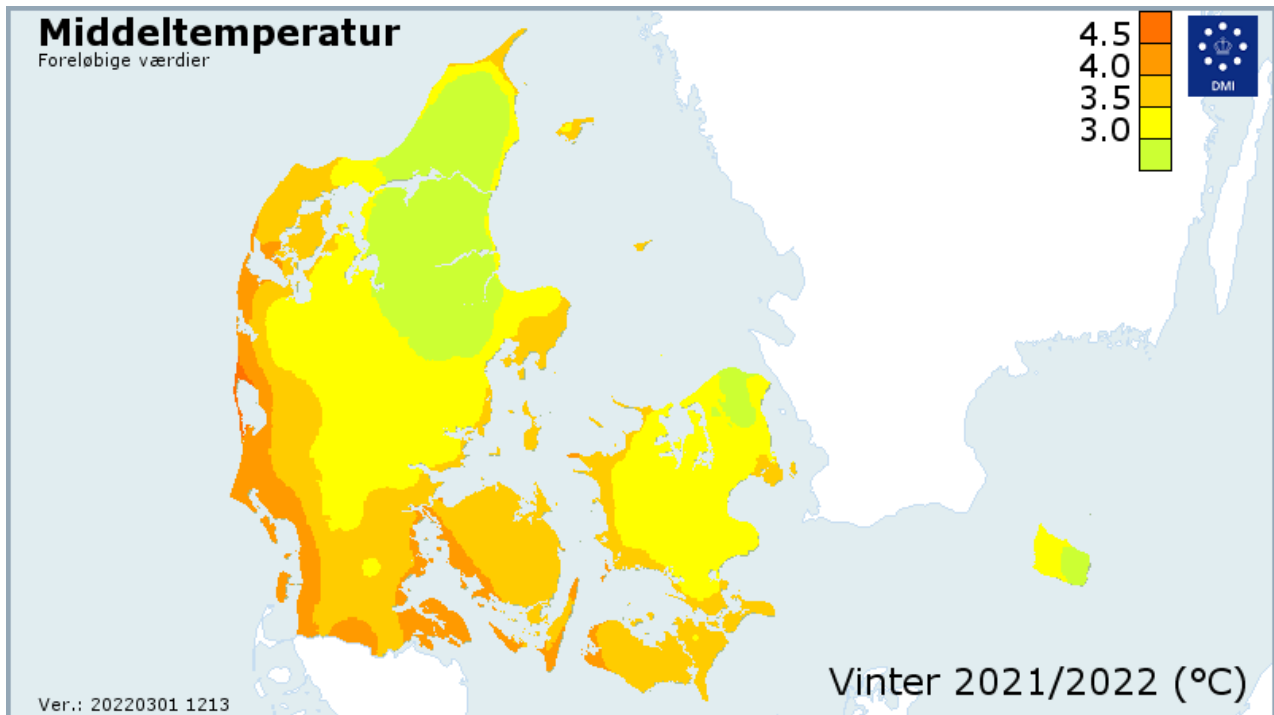 Middeltemperatur
Foreløbige værdier
4.5
4.0
3.5
3.0
DMI
Vinter 2021/2022 (°C)
Ver.: 20220301 1213